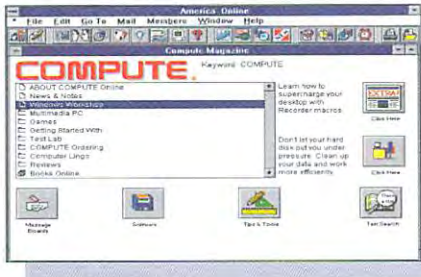 America Online
File Edit Go To Mail Members Window Help
Compute Magazine
COMPUTE.
Keyword: COMPUTE
ABOUT COMPUTE Online
News & Notes
Windows Workshop
Multimedia PC
Games
Getting Started With
Test Lab
COMPUTE Ordering
Computer Lingo
Reviews
Books Online
Learn how to
supercharge your
desktop with
Recorder macros.
EXTRA!
Click Here
Don't let your hard
disk put you under
pressure. Clean up
your data and work
more efficiently.
Click Here
Message
Boards
Software
Tips & Tools
Text Search